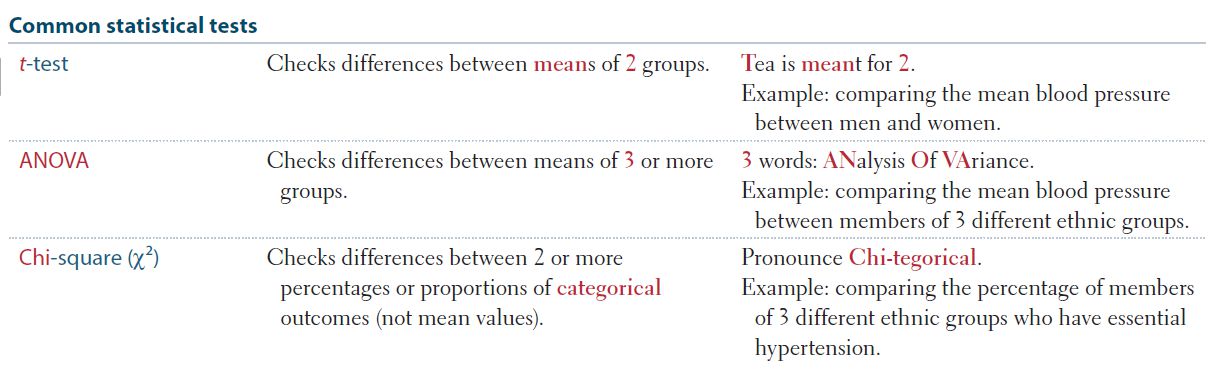 Common statistical tests
t-test
Checks differences between means of 2 groups.
Tea is meant for 2.
Example: comparing the mean blood pressure
between men and women.
ANOVA
Checks differences between means of 3 or more
groups.
3 words: ANalysis Of VAriance.
Example: comparing the mean blood pressure
between members of 3 different ethnic groups.
Chi-square (χ²)
Checks differences between 2 or more
percentages or proportions of categorical
outcomes (not mean values).
Pronounce Chi-tegorical.
Example: comparing the percentage of members
of 3 different ethnic groups who have essential
hypertension.